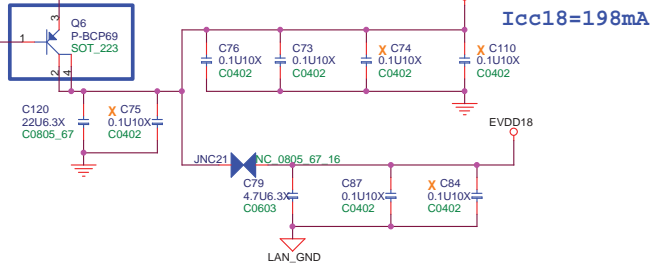 Icc18=198mA
3
Q6
P-BCP69
SOT_223
1
2
4
C76
0.1U10X
C0402
C73
0.1U10X
C0402
X C74
0.1U10X
C0402
X C110
0.1U10X
C0402
C120
22U6.3X
C0805_67
X C75
0.1U10X
C0402
EVDD18
JNC21
NC_0805_67_16
C79
4.7U6.3X
C0603
C87
0.1U10X
C0402
X C84
0.1U10X
C0402
LAN_GND